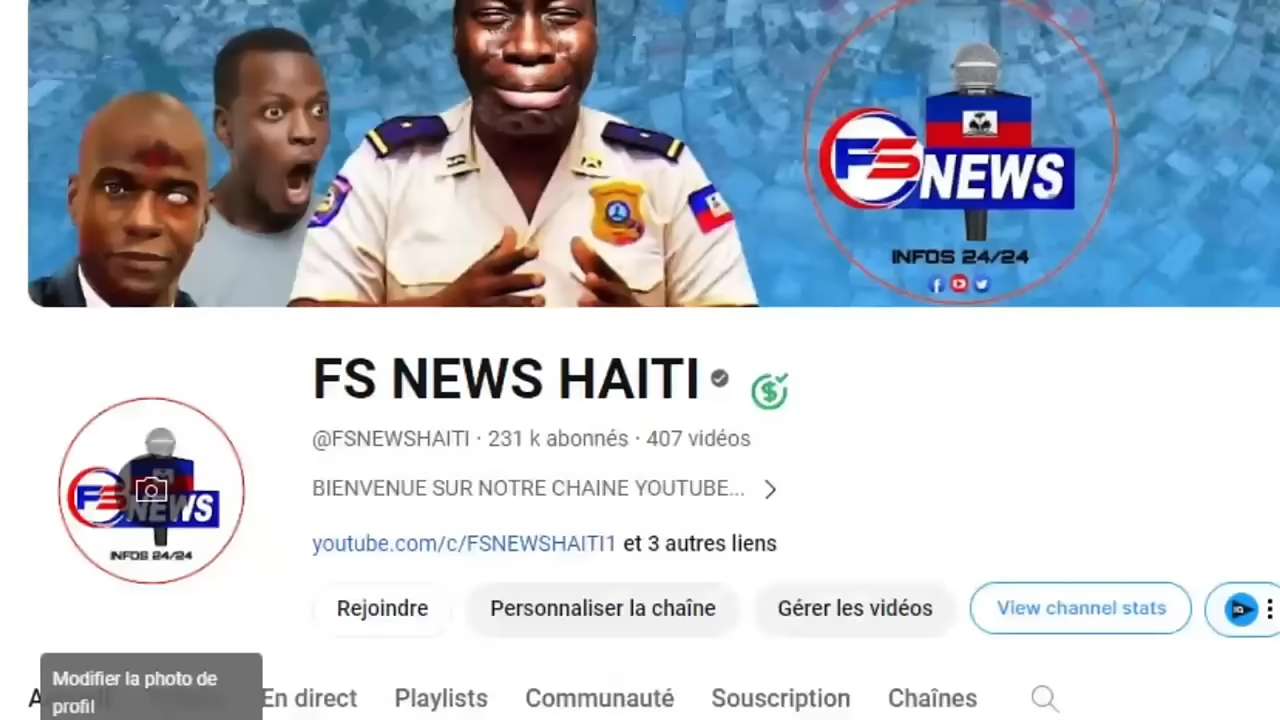 FS NEWS
INFOS 24/24
FS NEWS HAITI
@FSNEWSHAITI · 231 k abonnés · 407 vidéos
BIENVENUE SUR NOTRE CHAINE YOUTUBE...
youtube.com/c/FSNEWSHAITI1 et 3 autres liens
FS NEWS
INFOS 24/24
Rejoindre Personnaliser la chaîne Gérer les vidéos View channel stats
Modifier la photo de
profil
En direct Playlists Communauté Souscription Chaînes